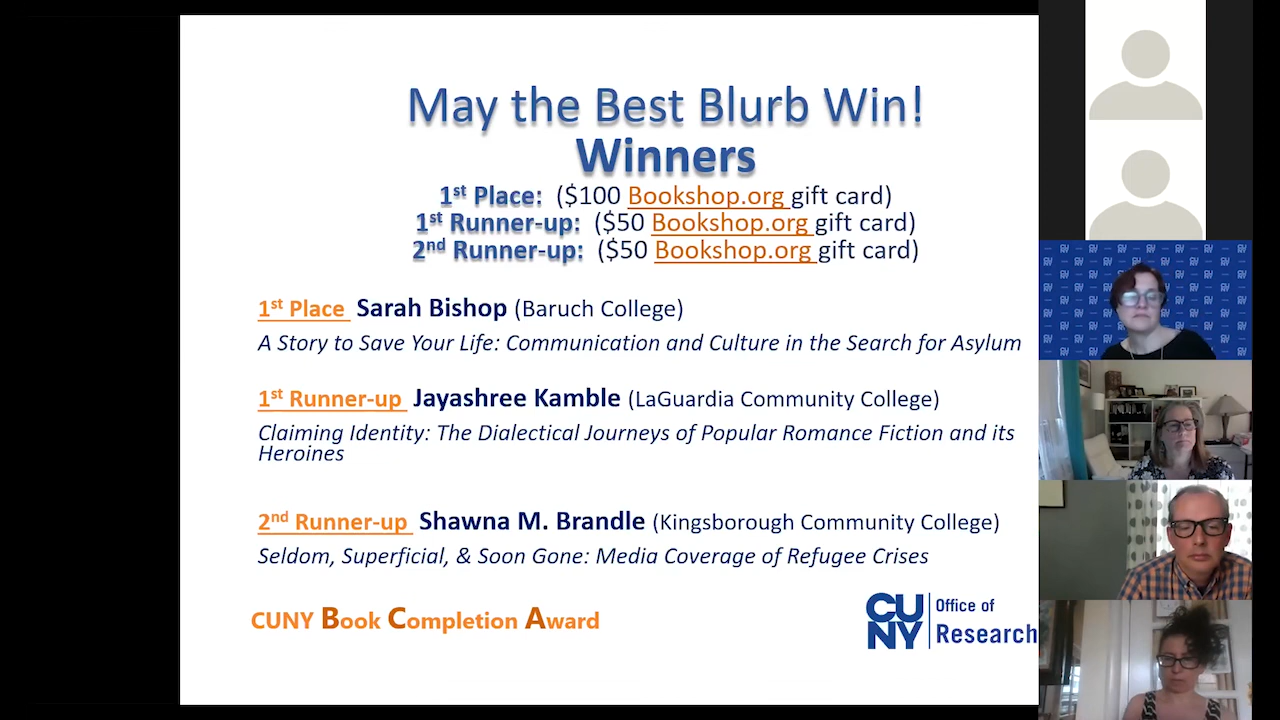 May the Best Blurb Win!
Winners
1st Place: ($100 Bookshop.org gift card)
1st Runner-up: ($50 Bookshop.org gift card)
2nd Runner-up: ($50 Bookshop.org gift card)
1st Place Sarah Bishop (Baruch College)
A Story to Save Your Life: Communication and Culture in the Search for Asylum
1st Runner-up Jayashree Kamble (LaGuardia Community College)
Claiming Identity: The Dialectical Journeys of Popular Romance Fiction and its
Heroines
2nd Runner-up Shawna M. Brandle (Kingsborough Community College)
Seldom, Superficial, & Soon Gone: Media Coverage of Refugee Crises
CUNY Book Completion Award
CUNY
Office of
Research